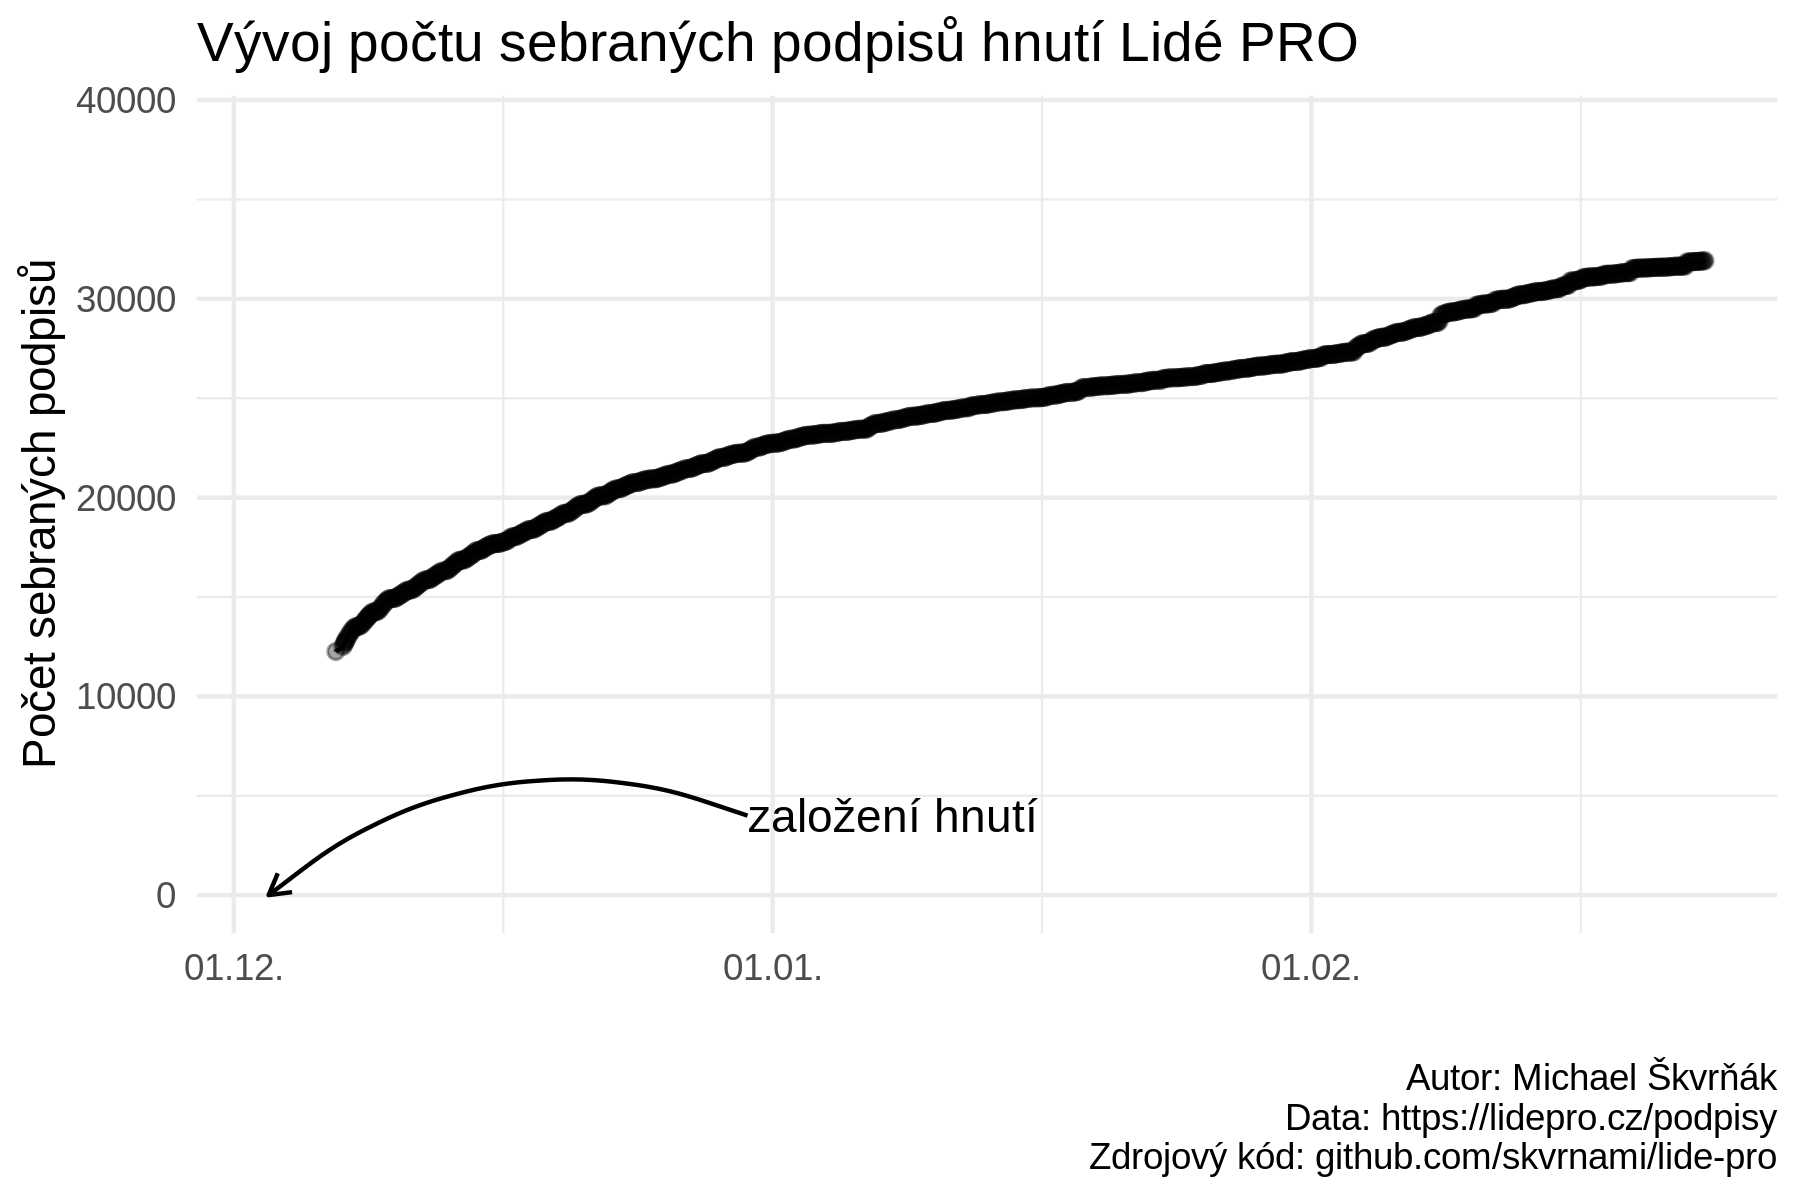 Vývoj počtu sebraných podpisů hnutí Lidé PRO
Počet sebraných podpisů
40000
30000
20000
10000
0
založení hnutí
01.12.
01.01.
01.02.
Autor: Michael Škvrňák
Data: https://lidepro.cz/podpisy
Zdrojový kód: github.com/skvrnami/lide-pro